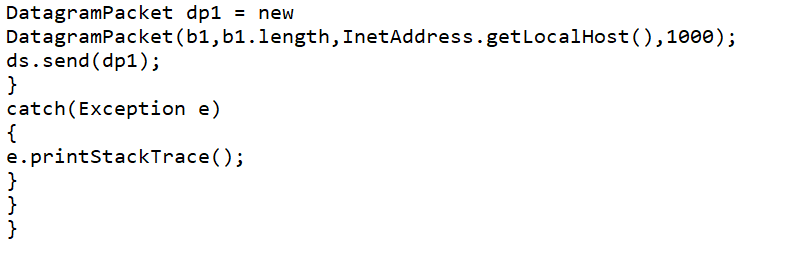 DatagramPacket dp1 = new
DatagramPacket(b1,b1.length,InetAddress.getLocalHost(),1000);
ds.send(dp1);
}
catch(Exception e)
{
e.printStackTrace();
}
}
}